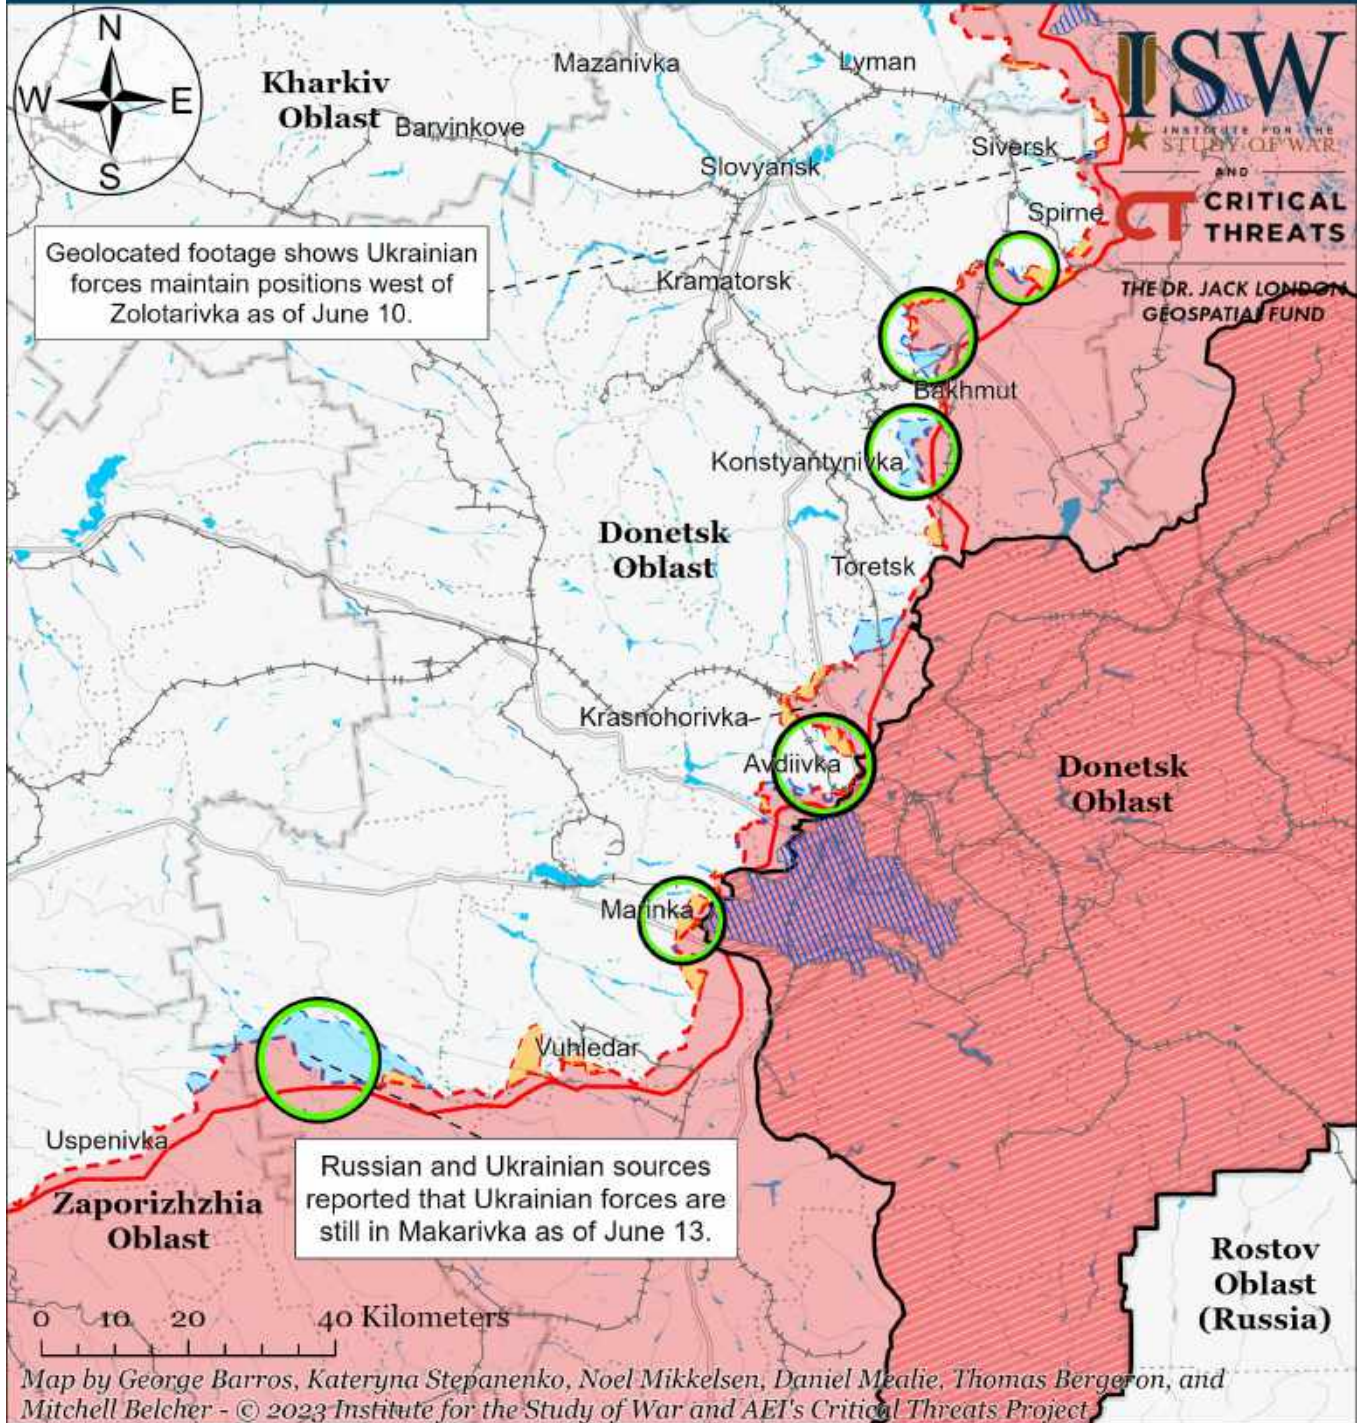 N
W E
S
Kharkiv
Oblast
Mazanivka
Lyman
Barvinkove
Slovyansk
Siversk
Spirne
ISW
INSTITUTE FOR THE
STUDY OF WAR
AND
CT CRITICAL
THREATS
THE DR. JACK LONDON
GEOSPATIAL FUND
Geolocated footage shows Ukrainian
forces maintain positions west of
Zolotarivka as of June 10.
Kramatorsk
Bakhmut
Konstyantynivka
Donetsk
Oblast
Toretsk
Krasnohorivka
Avdiivka
Donetsk
Oblast
Marinka
Vuhledar
Uspenivka
Russian and Ukrainian sources
reported that Ukrainian forces are
still in Makarivka as of June 13.
Zaporizhzhia
Oblast
Rostov
Oblast
(Russia)
0 10 20 40 Kilometers
Map by George Barros, Kateryna Stepanenko, Noel Mikkelsen, Daniel Mealie, Thomas Bergeron, and
Mitchell Belcher - © 2023 Institute for the Study of War and AEI's Critical Threats Project